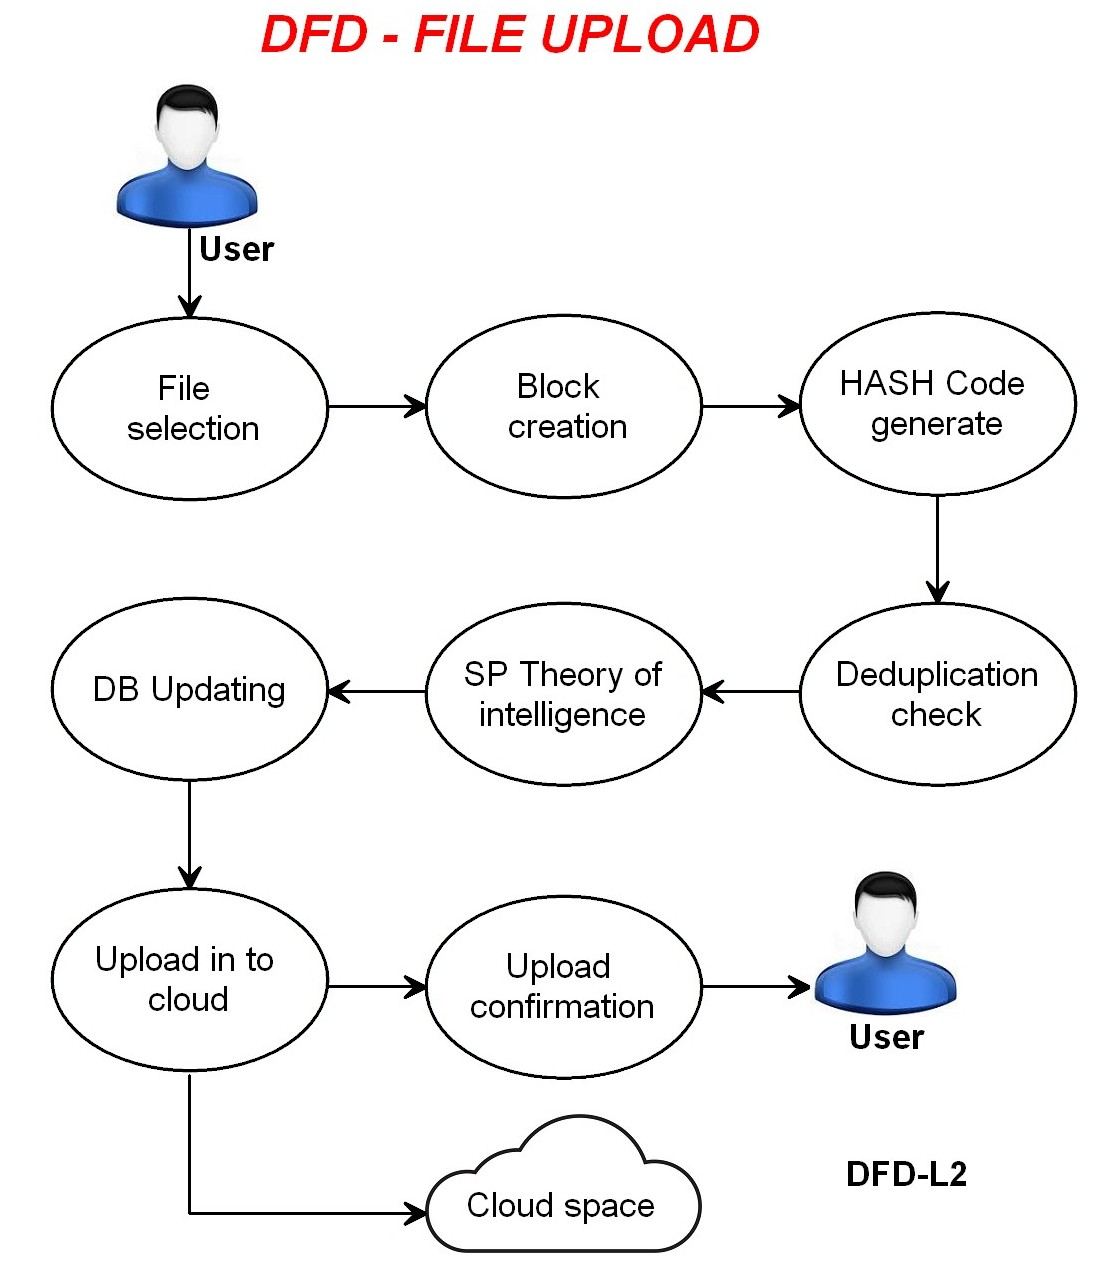 DFD - FILE UPLOAD
User
File
selection
Block
creation
HASH Code
generate
DB Updating
SP Theory of
intelligence
Deduplication
check
Upload in to
cloud
Upload
confirmation
User
Cloud space
DFD-L2